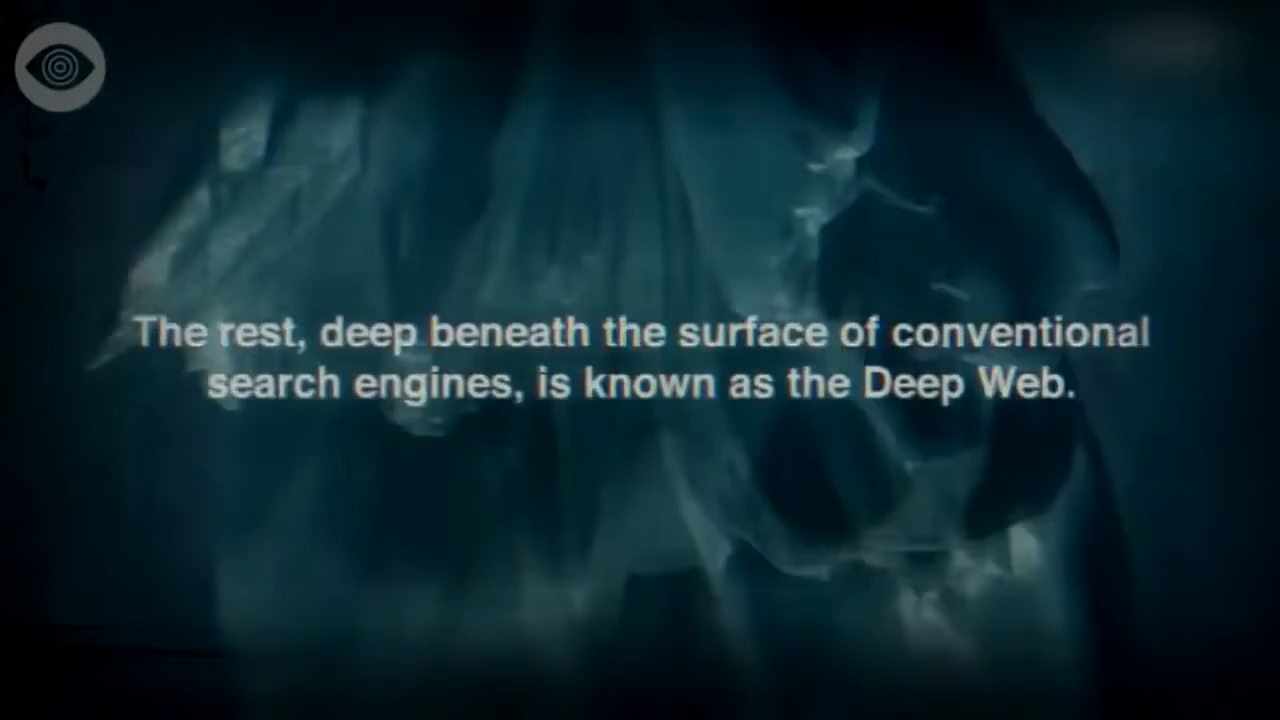 The rest, deep beneath the surface of conventional
search engines, is known as the Deep Web.